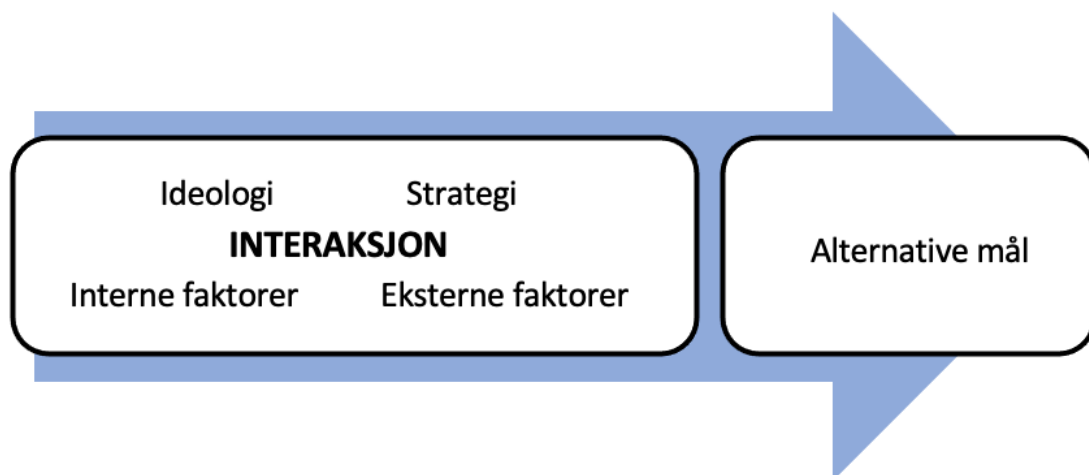 Ideologi Strategi
INTERAKSJON
Interne faktorer Eksterne faktorer
Alternative mål